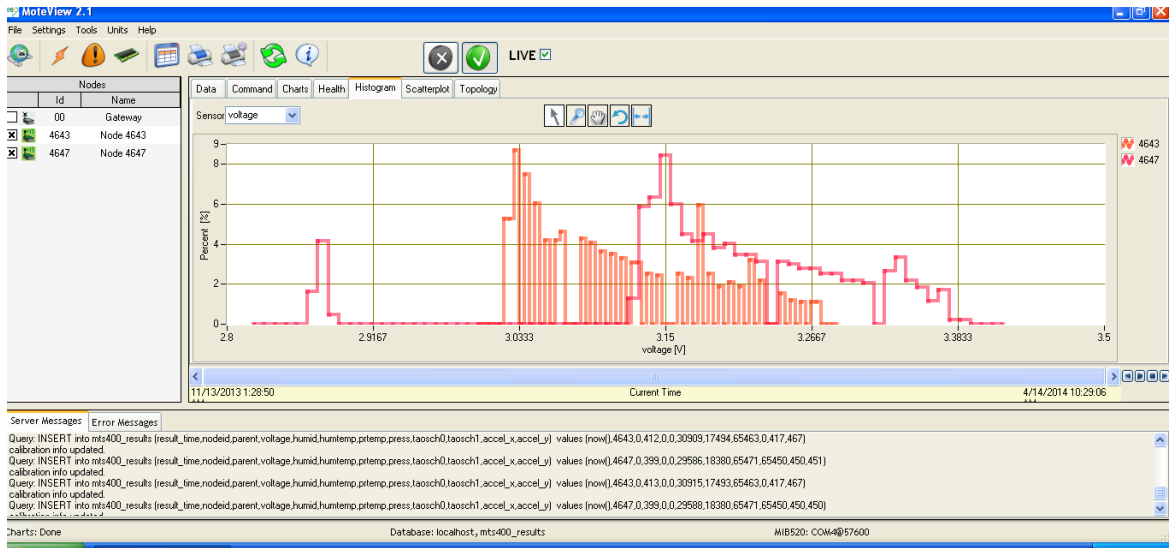 MoteView 2.1
File Settings Tools Units Help
LIVE
Nodes
Id Name
00 Gateway
4643 Node 4643
4647 Node 4647
Data Command Charts Health Histogram Scatterplot Topology
Sensor voltage
9
8
6
4
2
0
Percent [%]
2.8 2.9167 3.0333 3.15 3.2667 3.3833 3.5
voltage [V]
4643
4647
11/13/2013 1:28:50 Current Time 4/14/2014 10:29:06
Server Messages Error Messages
Query: INSERT into mts400_results (result_time,nodeid,parent,voltage,humid,humtemp,prtemp,press,taosch0,taosch1,accel_x,accel_y) values (now(),4643,0,412,0,0,30909,17494,65463,0,417,467)
calibration info updated.
Query: INSERT into mts400_results (result_time,nodeid,parent,voltage,humid,humtemp,prtemp,press,taosch0,taosch1,accel_x,accel_y) values (now(),4647,0,399,0,0,29586,18380,65471,65450,450,451)
calibration info updated.
Query: INSERT into mts400_results (result_time,nodeid,parent,voltage,humid,humtemp,prtemp,press,taosch0,taosch1,accel_x,accel_y) values (now(),4643,0,413,0,0,30915,17493,65463,0,417,467)
calibration info updated.
Query: INSERT into mts400_results (result_time,nodeid,parent,voltage,humid,humtemp,prtemp,press,taosch0,taosch1,accel_x,accel_y) values (now(),4647,0,399,0,0,29588,18380,65471,65450,450,450)
Charts: Done Database: localhost, mts400_results MIB520: COM4@57600